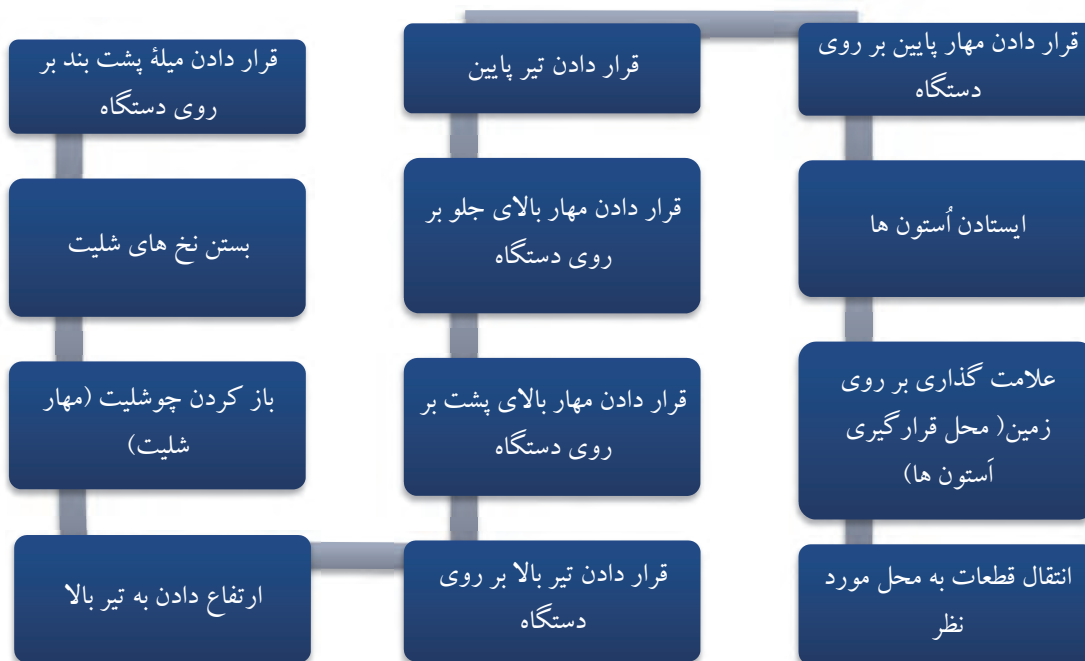 قرار دادن مهار پایین بر روی
دستگاه
قرار دادن تیر پایین
قرار دادن میلهٔ پشت بند بر
روی دستگاه
ایستادن اُستون ها
قرار دادن مهار بالای جلو بر
روی دستگاه
بستن نخ های شلیت
علامت گذاری بر روی
زمین( محل قرارگیری
اَستون ها)
قرار دادن مهار بالای پشت بر
روی دستگاه
باز کردن چوشلیت (مهار
شلیت)
انتقال قطعات به محل مورد
نظر
قرار دادن تیر بالا بر روی
دستگاه
ارتفاع دادن به تیر بالا